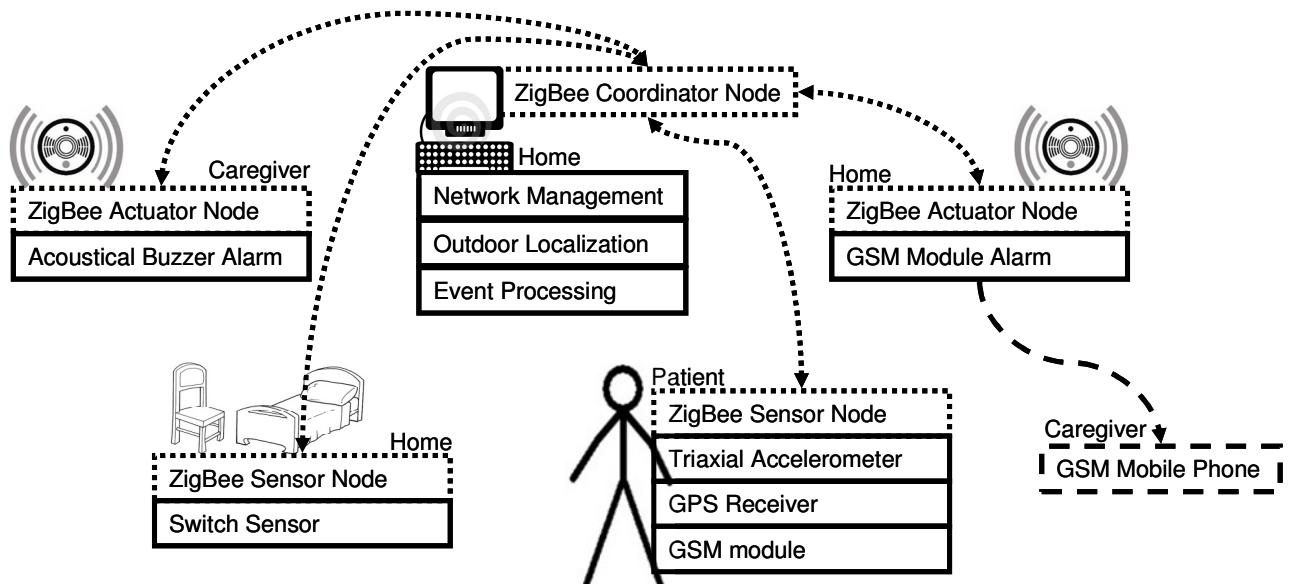 ZigBee Coordinator Node
Home
Network Management
Outdoor Localization
Event Processing
Caregiver
ZigBee Actuator Node
Acoustical Buzzer Alarm
Home
ZigBee Actuator Node
GSM Module Alarm
Home
ZigBee Sensor Node
Switch Sensor
Patient
ZigBee Sensor Node
Triaxial Accelerometer
GPS Receiver
GSM module
Caregiver
GSM Mobile Phone